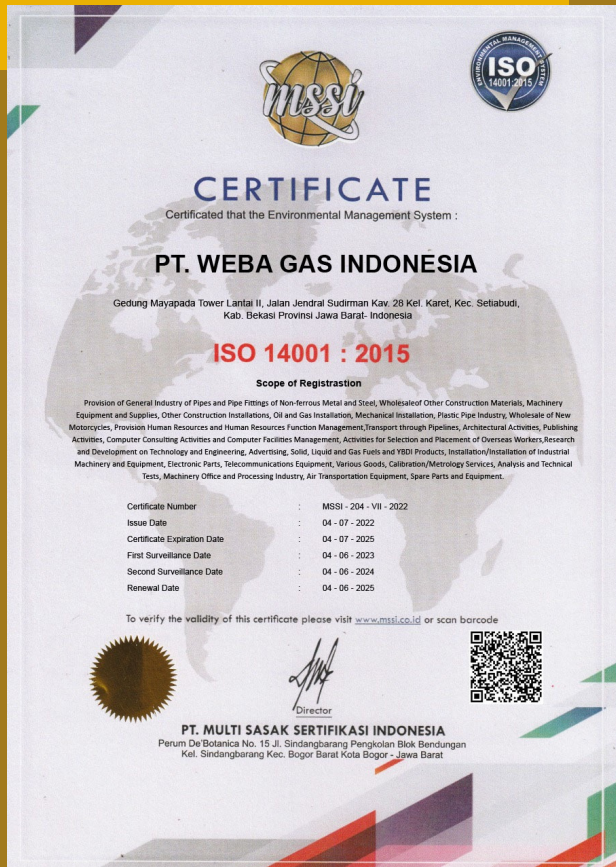 mssi
ENVIRONMENTAL MANAGEMENT SYSTEM
ISO
14001:2015
CERTIFICATE
Certificated that the Environmental Management System :
PT. WEBA GAS INDONESIA
Gedung Mayapada Tower Lantai II, Jalan Jendral Sudirman Kav. 28 Kel. Karet, Kec. Setiabudi,
Kab. Bekasi Provinsi Jawa Barat- Indonesia
ISO 14001 : 2015
Scope of Registrastion
Provision of General Industry of Pipes and Pipe Fittings of Non-ferrous Metal and Steel, Wholesaleof Other Construction Materials, Machinery
Equipment and Supplies, Other Construction Installations, Oil and Gas Installation, Mechanical Installation, Plastic Pipe Industry, Wholesale of New
Motorcycles, Provision Human Resources and Human Resources Function Management,Transport through Pipelines, Architectural Activities, Publishing
Activities, Computer Consulting Activities and Computer Facilities Management, Activities for Selection and Placement of Overseas Workers,Research
and Development on Technology and Engineering, Advertising, Solid, Liquid and Gas Fuels and YBDI Products, Installation/Installation of Industrial
Machinery and Equipment, Electronic Parts, Telecommunications Equipment, Various Goods, Calibration/Metrology Services, Analysis and Technical
Tests, Machinery Office and Processing Industry, Air Transportation Equipment, Spare Parts and Equipment.
Certificate Number : MSSI - 204 - VII - 2022
Issue Date : 04 - 07 - 2022
Certificate Expiration Date : 04 - 07 - 2025
First Surveillance Date : 04 - 06 - 2023
Second Surveillance Date : 04 - 06 - 2024
Renewal Date : 04 - 06 - 2025
To verify the validity of this certificate please visit www.mssi.co.id or scan barcode
Director
PT. MULTI SASAK SERTIFIKASI INDONESIA
Perum De'Botanica No. 15 Jl. Sindangbarang Pengkolan Blok Bendungan
Kel. Sindangbarang Kec. Bogor Barat Kota Bogor - Jawa Barat